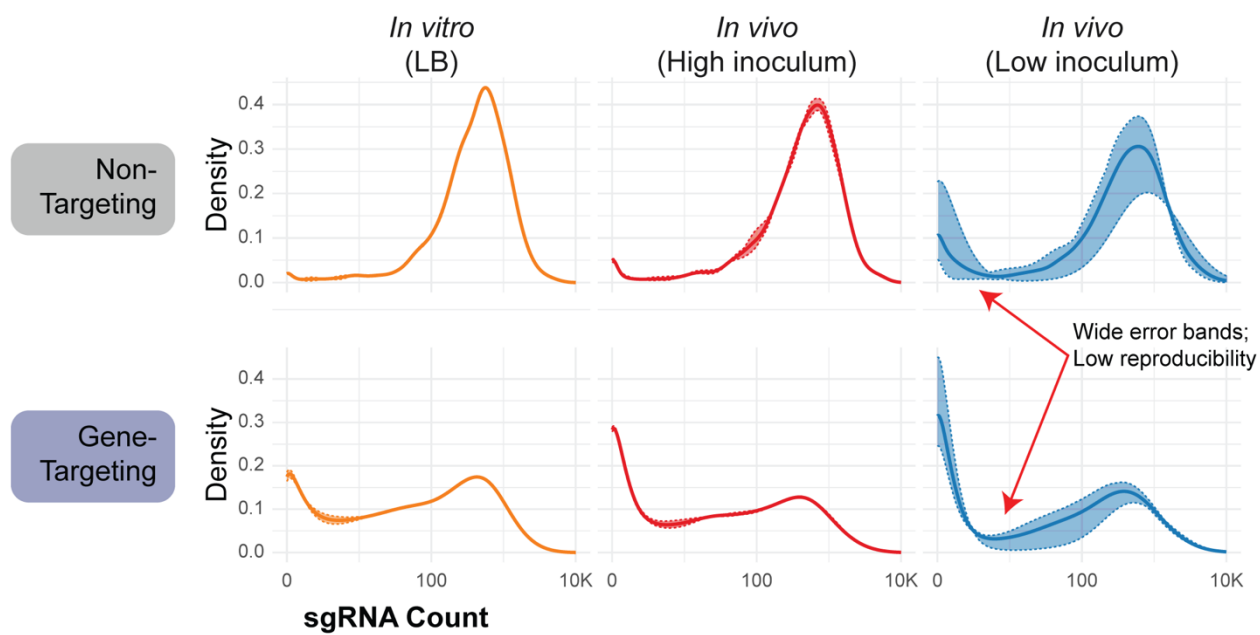 In vitro
(LB)
In vivo
(High inoculum)
In vivo
(Low inoculum)
Non-
Targeting
Density
0.4
0.3
0.2
0.1
0.0
Wide error bands;
Low reproducibility
Gene-
Targeting
Density
0.4
0.3
0.2
0.1
0.0
0 100 10K
0 100 10K
0 100 10K
sgRNA Count